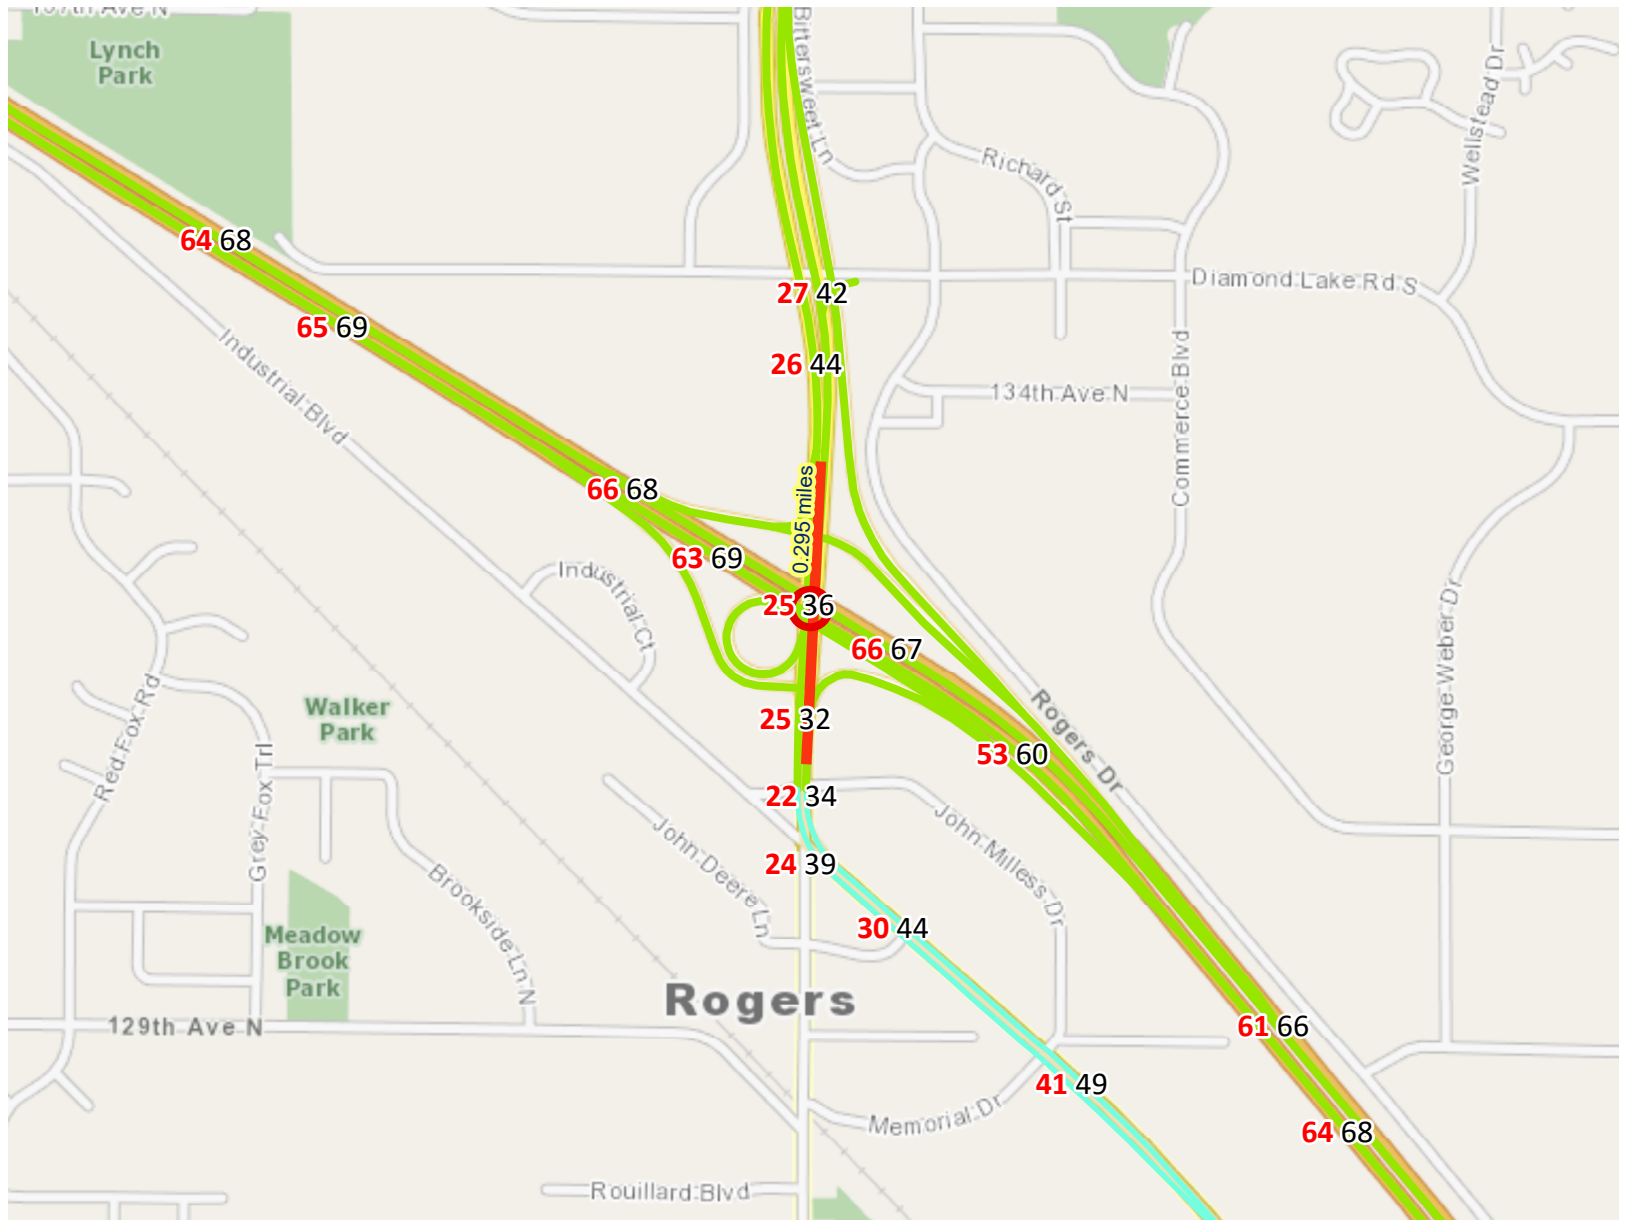 137th Ave N
Lynch
Park
Bittersweet Ln
Richard St
Wellstead Dr
64 68
65 69
27 42
Diamond Lake Rd S
26 44
134th Ave N
Industrial Blvd
Commerce Blvd
66 68
0.295 miles
63 69
Industrial Ct
25 36
66 67
George Weber Dr
Red Fox Rd
Walker
Park
Rogers Dr
25 32
53 60
Grey Fox Trl
22 34
John Deere Ln
John Milless Dr
24 39
Brookside Ln N
30 44
Meadow
Brook
Park
Rogers
129th Ave N
61 66
41 49
Memorial Dr
64 68
Rouillard Blvd